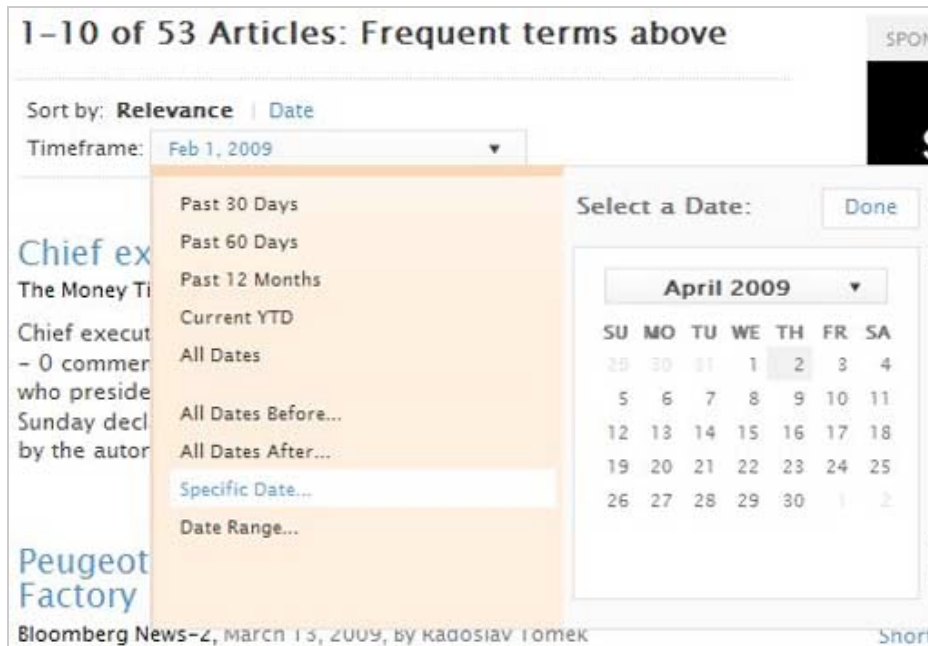 1–10 of 53 Articles: Frequent terms above
SPON
Sort by: Relevance | Date
Timeframe: Feb 1, 2009
Past 30 Days
Past 60 Days
Past 12 Months
Current YTD
All Dates
All Dates Before...
All Dates After...
Specific Date...
Date Range...
Select a Date:
Done
April 2009
SU MO TU WE TH FR SA
29 30 31 1 2 3 4
5 6 7 8 9 10 11
12 13 14 15 16 17 18
19 20 21 22 23 24 25
26 27 28 29 30 1 2
Chief ex
The Money Ti
Chief execut
– 0 commen
who preside
Sunday decl
by the autor
Peugeot
Factory
Bloomberg News–2, March 13, 2009, By Radoslav Tomek
Short